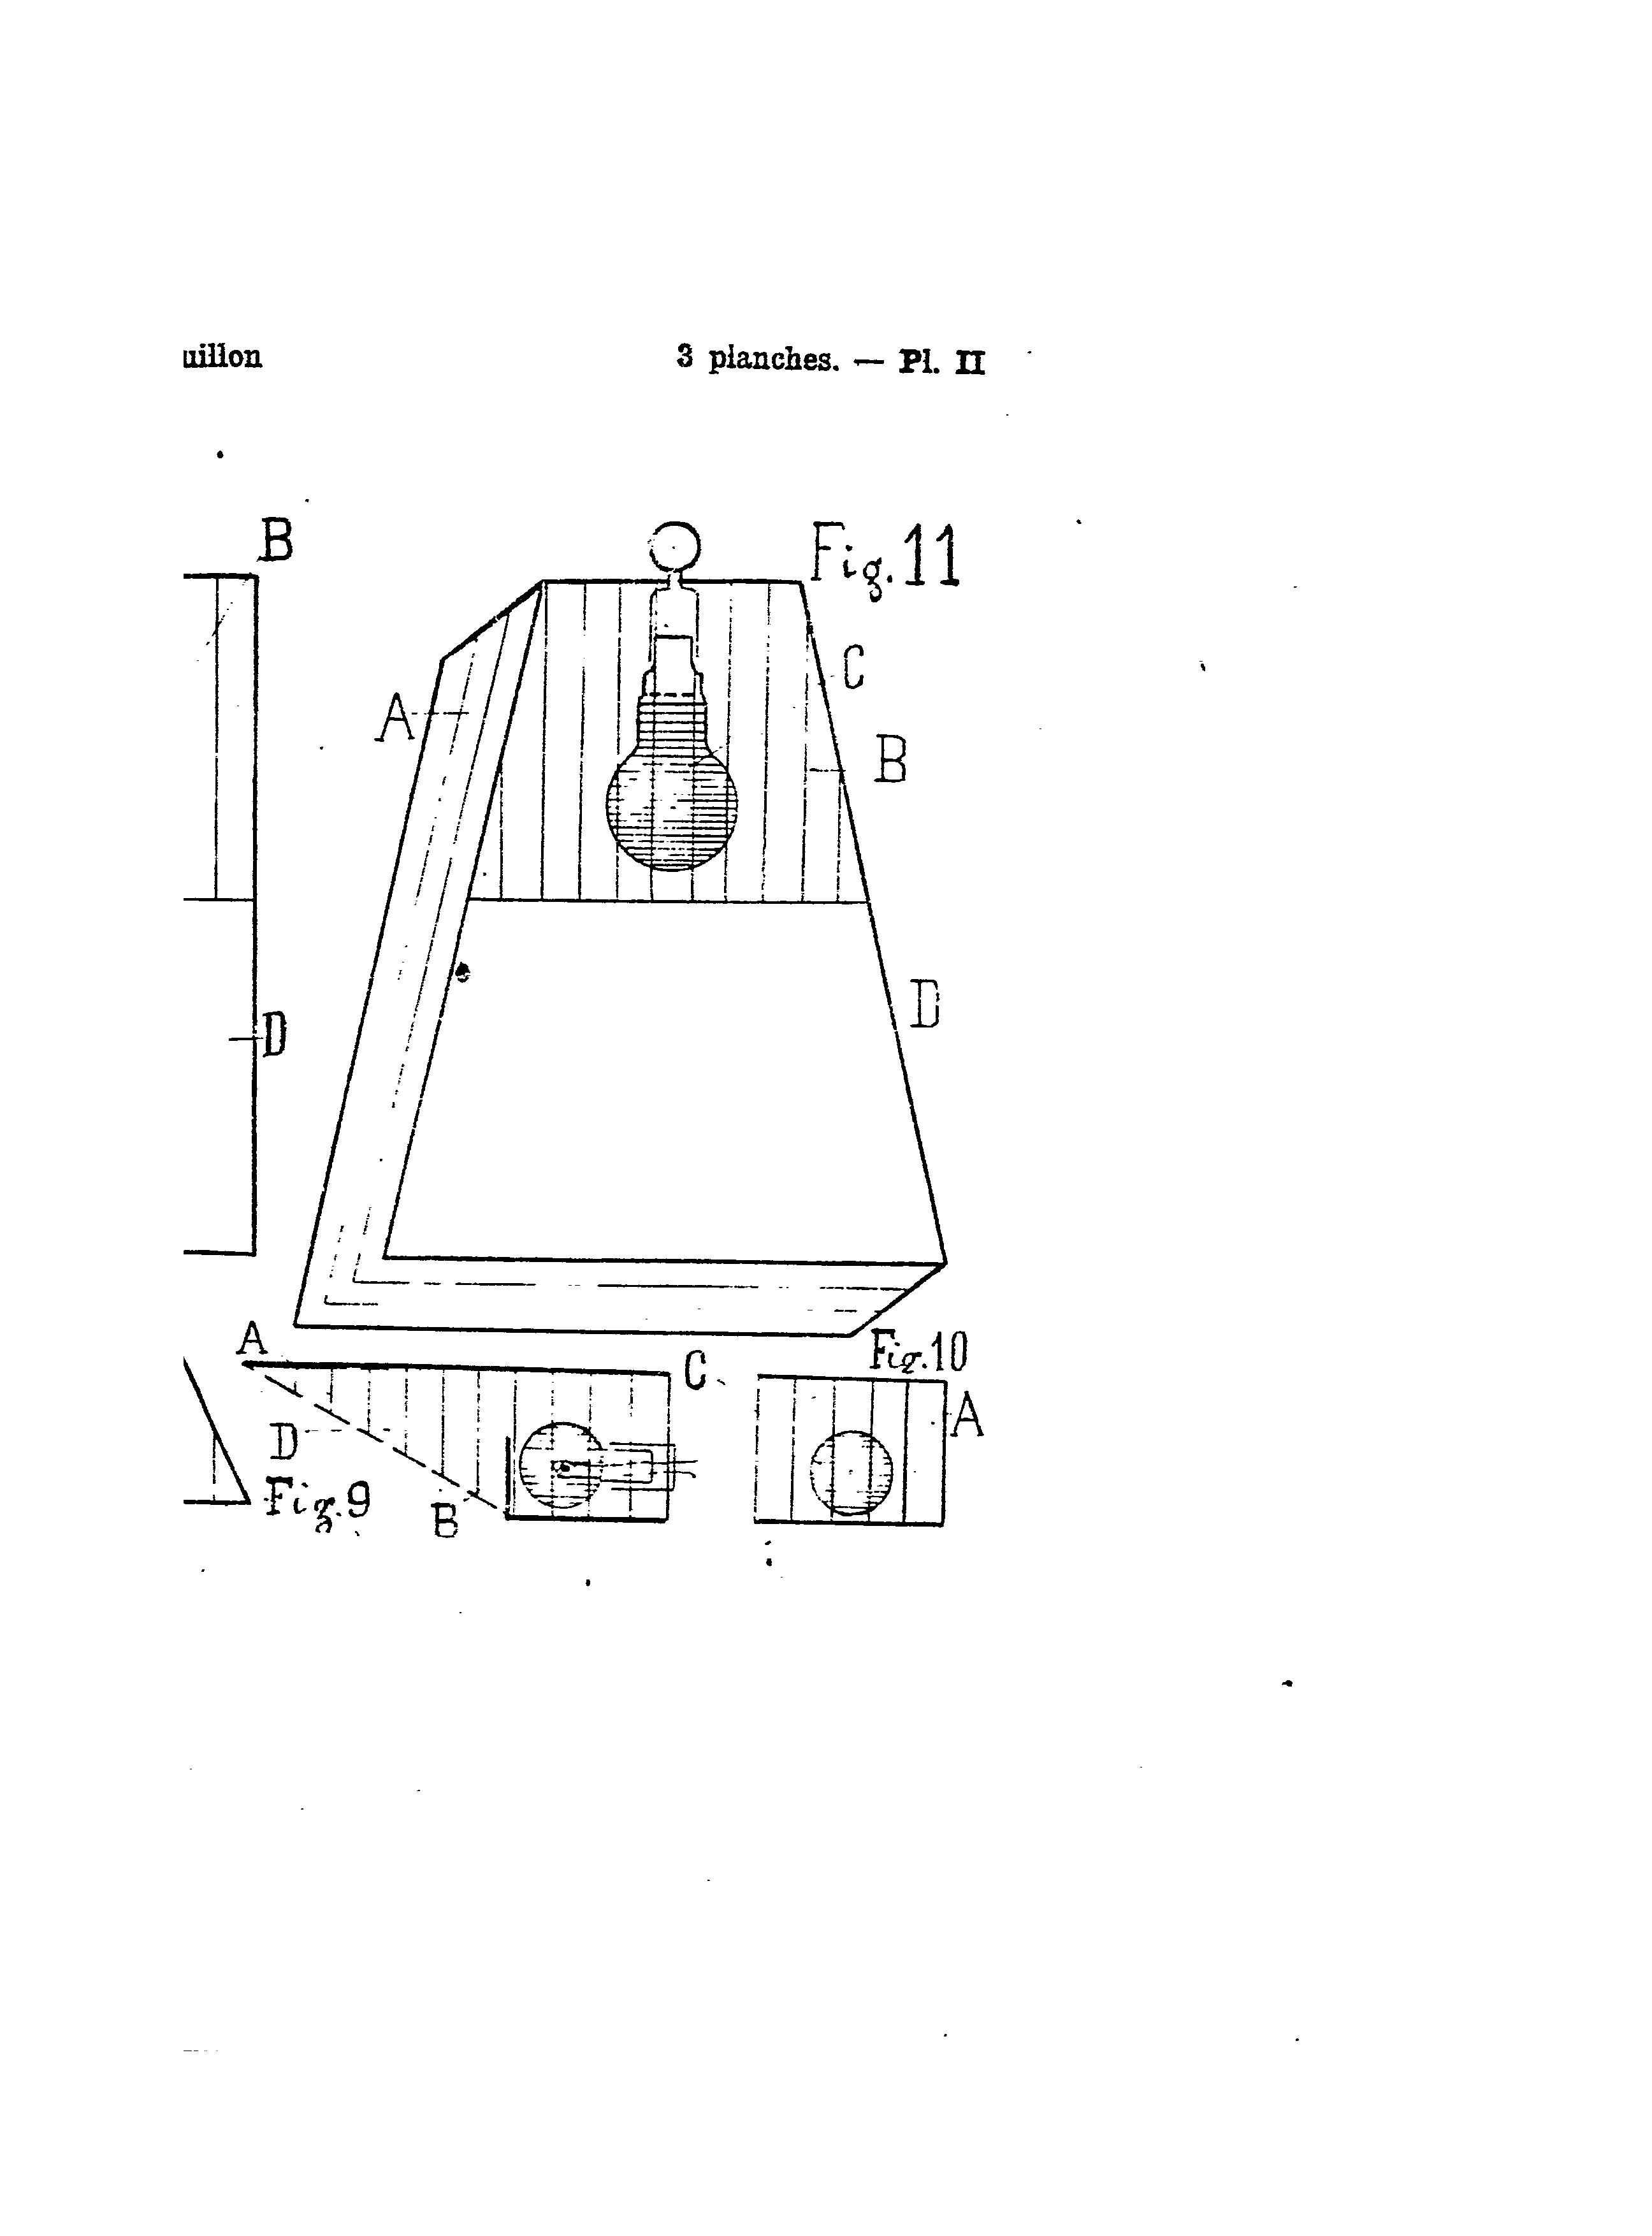 uillon 3 planches. — Pl. II
B Fig. 11
C
A
B
D
D
A Fig. 10
C
A
D
Fig. 9
B